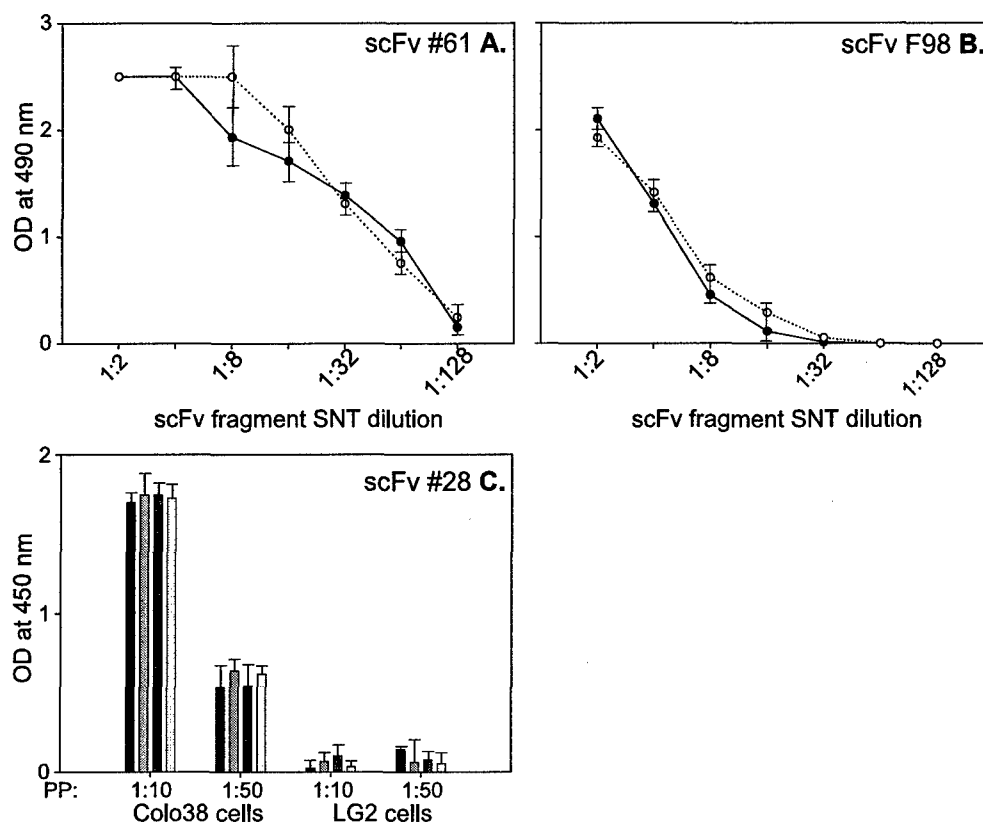 scFv #61 A.
3
2
1
0
OD at 490 nm
1:2
1:8
1:32
1:128
scFv fragment SNT dilution
scFv F98 B.
1:2
1:8
1:32
1:128
scFv fragment SNT dilution
scFv #28 C.
2
1
0
OD at 450 nm
PP: 1:10 1:50 1:10 1:50
Colo38 cells LG2 cells